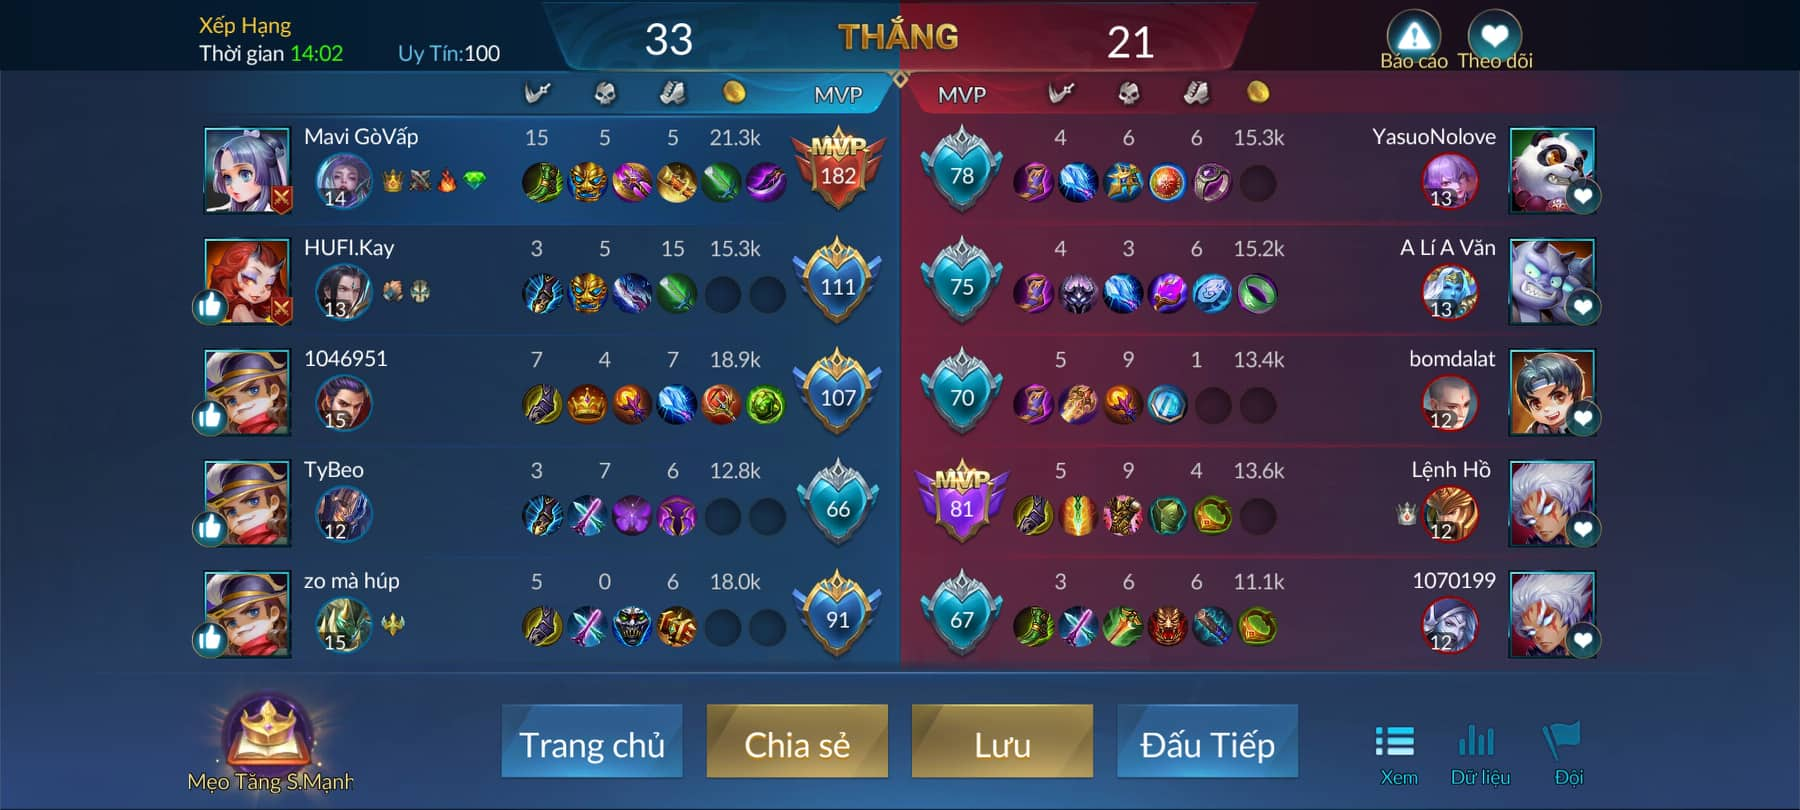 Xếp Hạng
Thời gian 14:02 Uy Tín:100
33 THẮNG 21
Báo cáo Theo dõi
MVP MVP
Mavi GòVấp 15 5 5 21.3k MVP 182
14
78 4 6 6 15.3k YasuoNolove
13
HUFI.Kay 3 5 15 15.3k 111
13
75 4 3 6 15.2k A Lí A Văn
13
1046951 7 4 7 18.9k 107
15
70 5 9 1 13.4k bomdalat
12
TyBeo 3 7 6 12.8k 66
12
MVP 81 5 9 4 13.6k Lệnh Hồ
12
zo mà húp 5 0 6 18.0k 91
15
67 3 6 6 11.1k 1070199
12
Mẹo Tăng S.Mạnh
Trang chủ Chia sẻ Lưu Đấu Tiếp
Xem Dữ liệu Đội